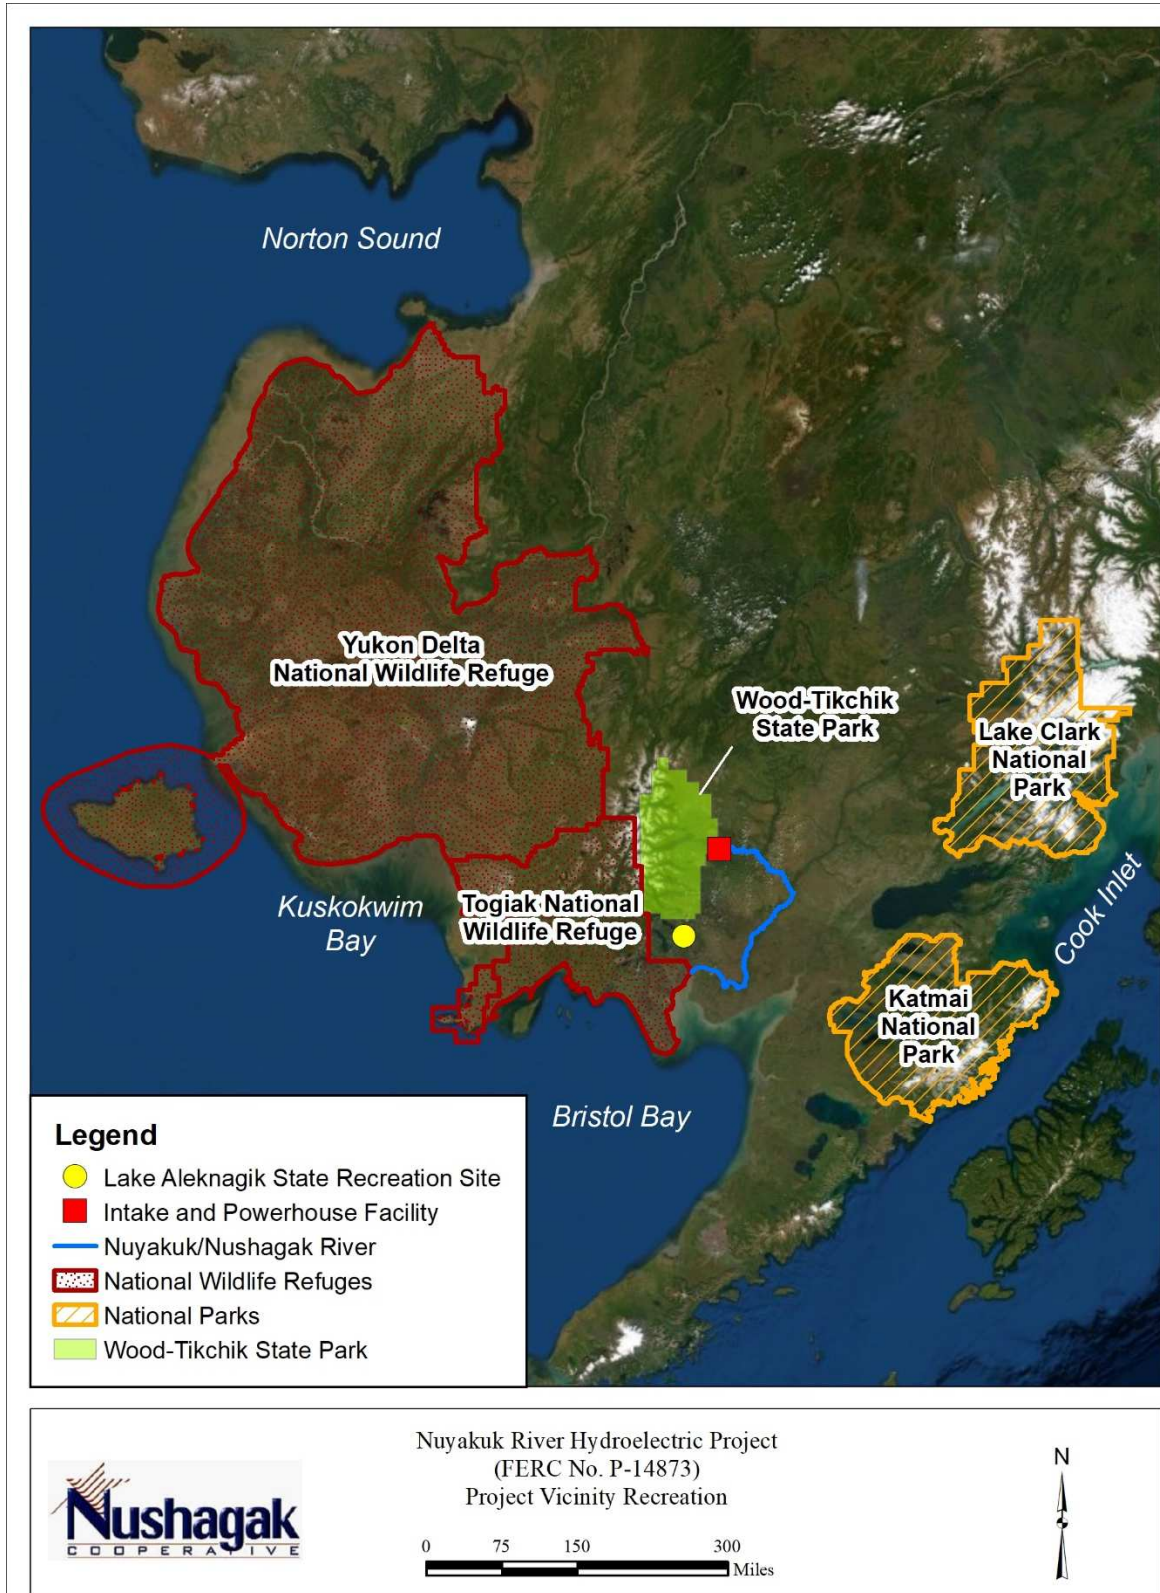 Norton Sound
Yukon Delta
National Wildlife Refuge
Wood-Tikchik
State Park
Lake Clark
National
Park
Togiak National
Wildlife Refuge
Kuskokwim
Bay
Cook Inlet
Katmai
National
Park
Bristol Bay
Legend
Lake Aleknagik State Recreation Site
Intake and Powerhouse Facility
Nuyakuk/Nushagak River
National Wildlife Refuges
National Parks
Wood-Tikchik State Park
Nushagak
COOPERATIVE
Nuyakuk River Hydroelectric Project
(FERC No. P-14873)
Project Vicinity Recreation
0 75 150 300
Miles
N